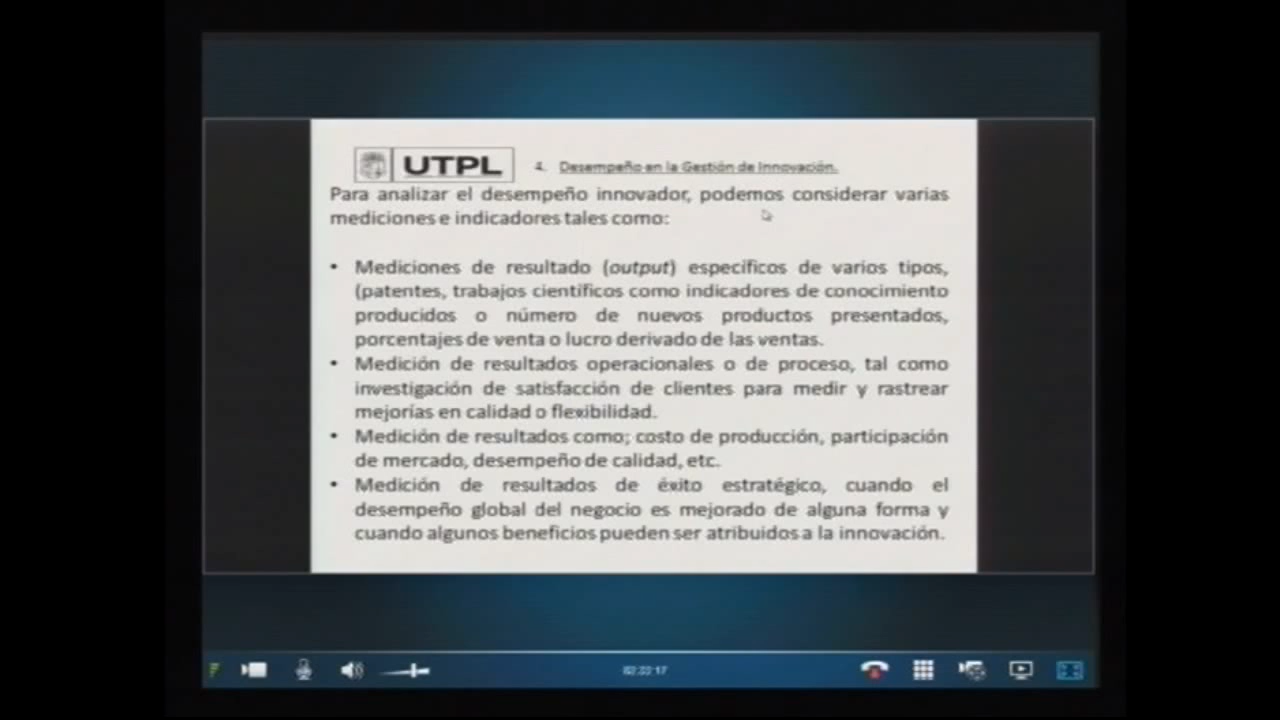 UTPL
4. Desempeño en la Gestión de Innovación.
Para analizar el desempeño innovador, podemos considerar varias
mediciones e indicadores tales como:
• Mediciones de resultado (output) específicos de varios tipos,
(patentes, trabajos científicos como indicadores de conocimiento
producidos o número de nuevos productos presentados,
porcentajes de venta o lucro derivado de las ventas.
• Medición de resultados operacionales o de proceso, tal como
investigación de satisfacción de clientes para medir y rastrear
mejorías en calidad o flexibilidad.
• Medición de resultados como; costo de producción, participación
de mercado, desempeño de calidad, etc.
• Medición de resultados de éxito estratégico, cuando el
desempeño global del negocio es mejorado de alguna forma y
cuando algunos beneficios pueden ser atribuidos a la innovación.